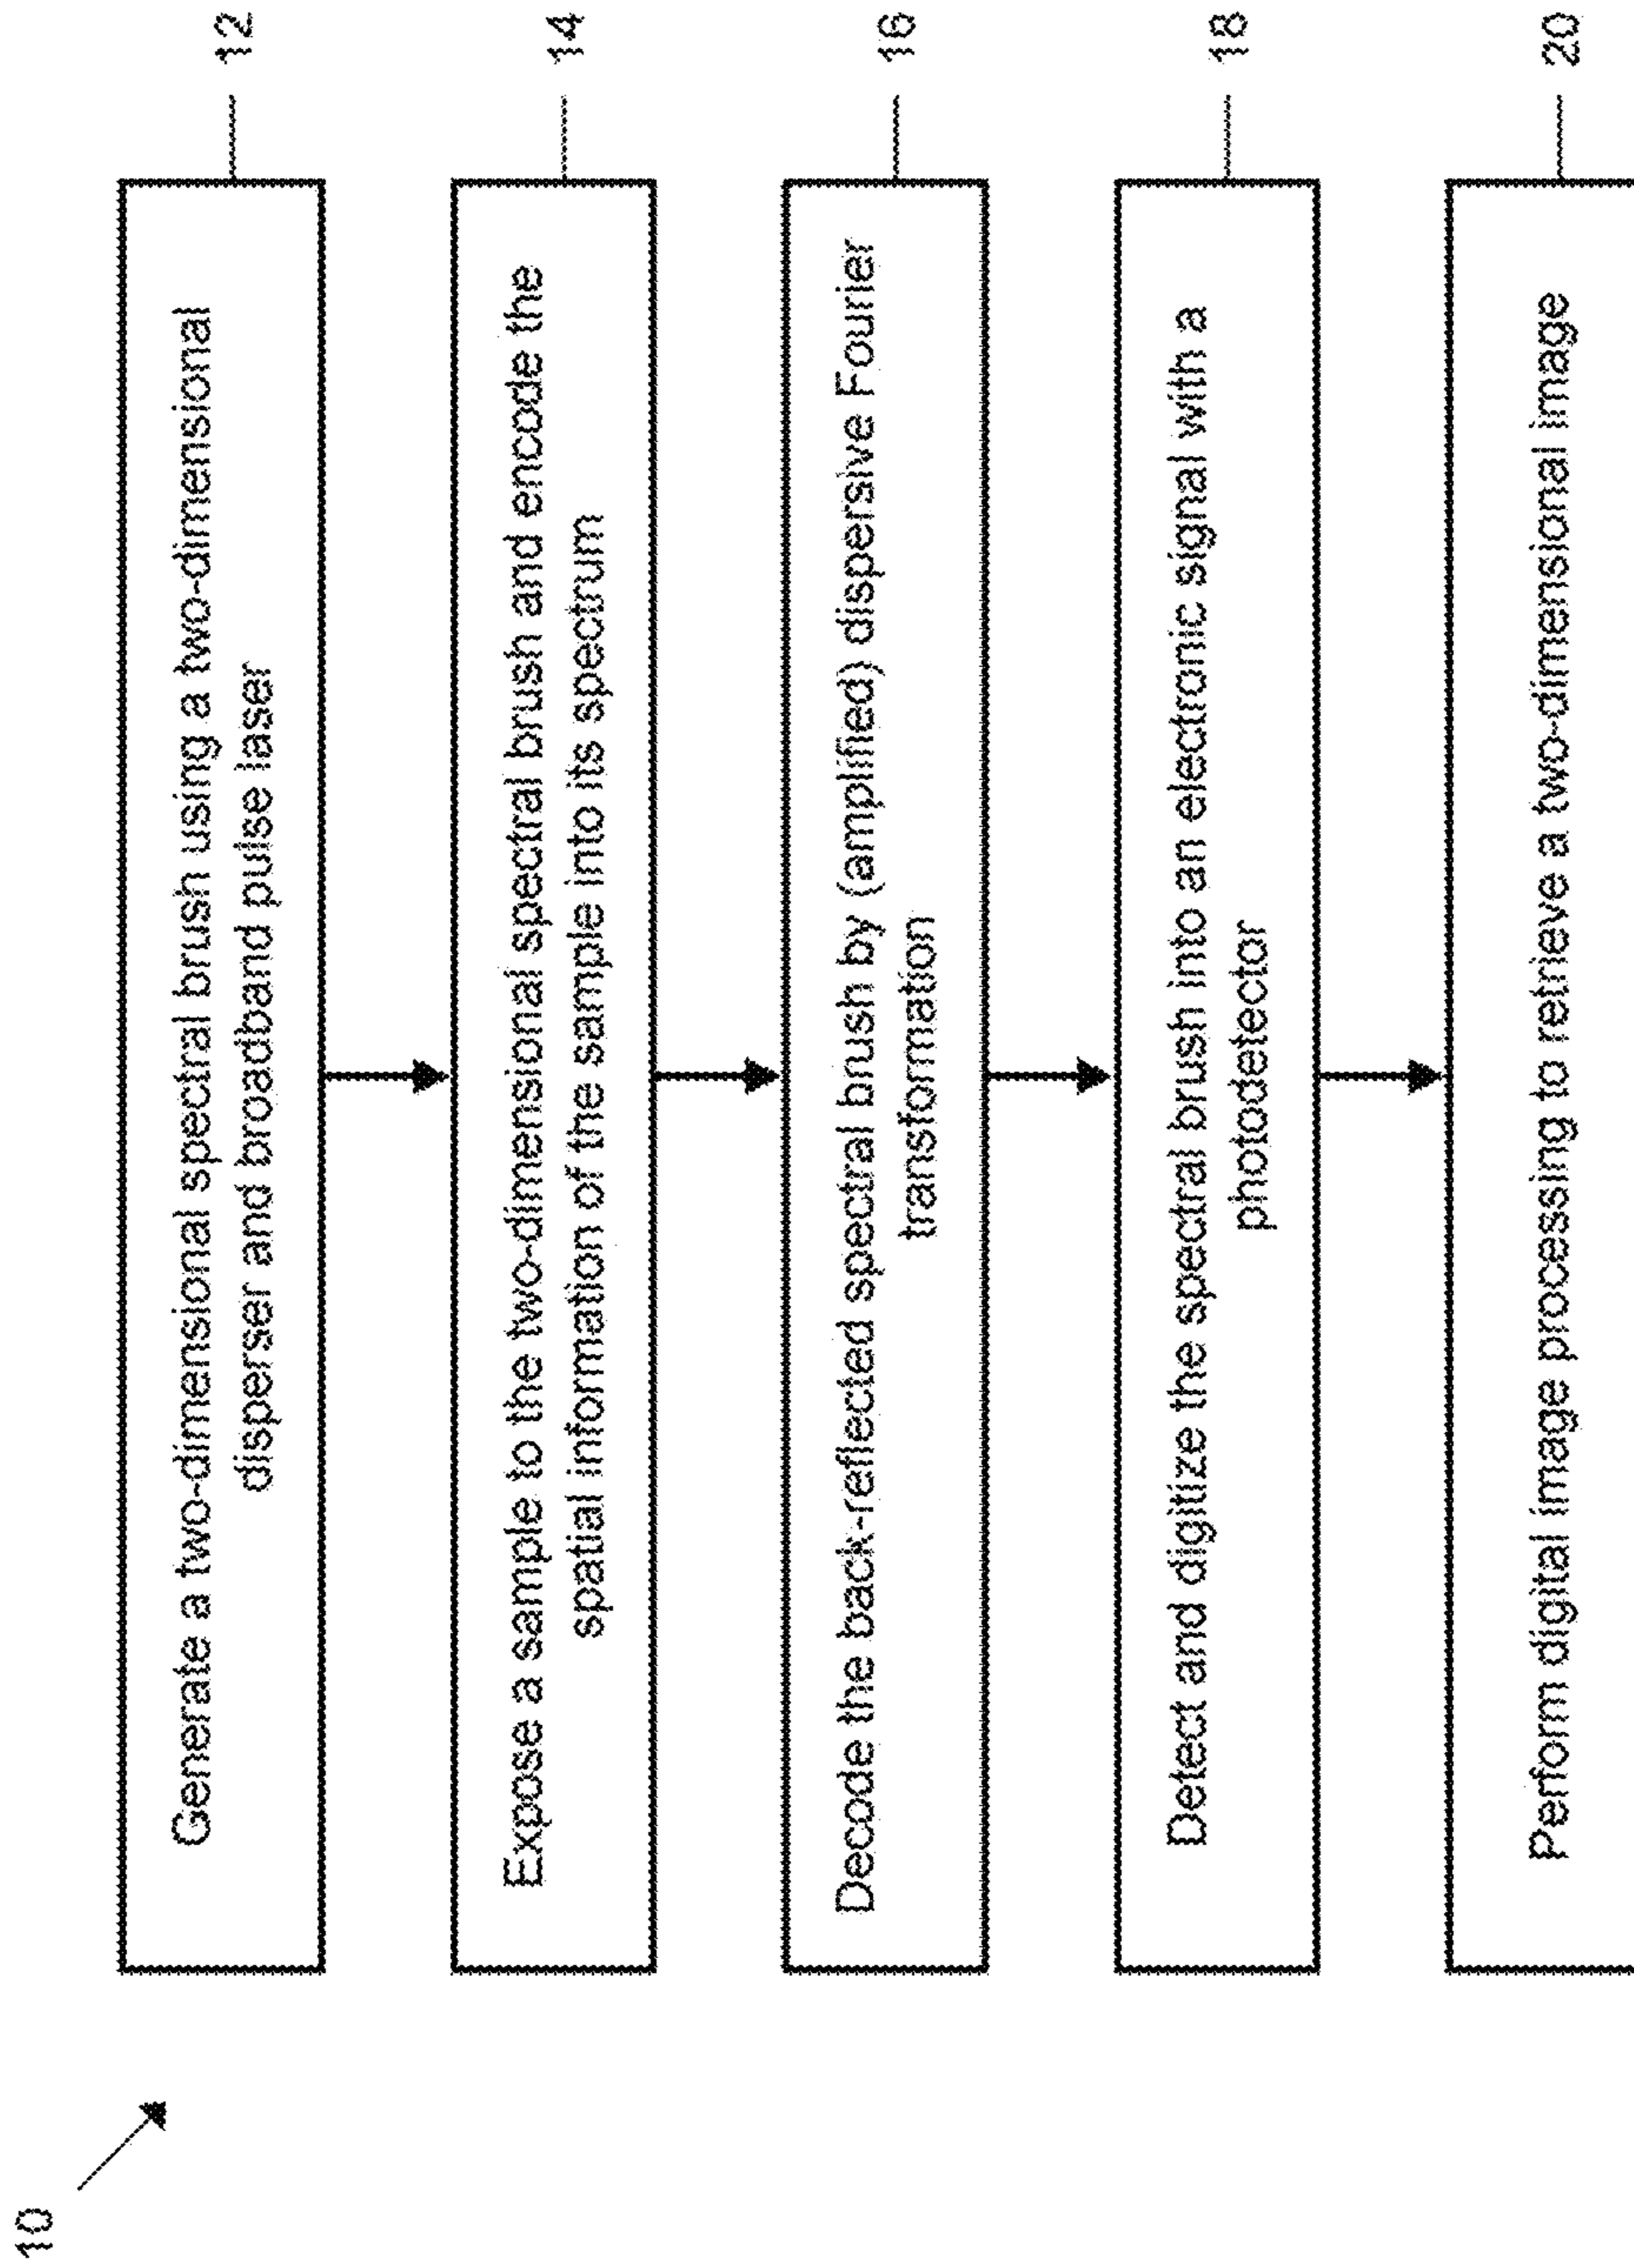 10
Generate a two-dimensional spectral brush using a two-dimensional
disperser and broadband pulse laser
12
Expose a sample to the two-dimensional spectral brush and encode the
spatial information of the sample into its spectrum
14
Decode the back-reflected spectral brush by (amplified) dispersive Fourier
transformation
16
Detect and digitize the spectral brush into an electronic signal with a
photodetector
18
Perform digital image processing to retrieve a two-dimensional image
20